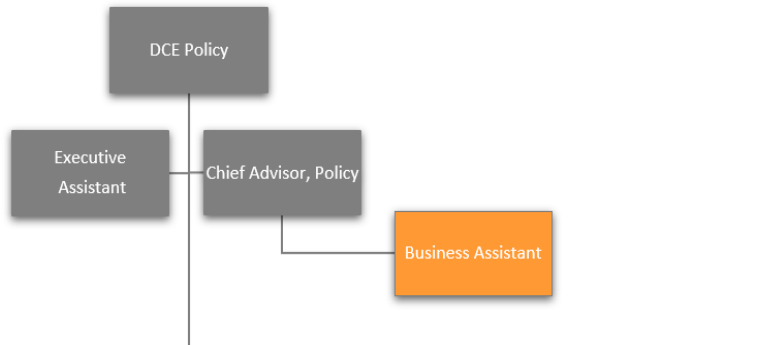 DCE Policy
Executive
Assistant
Chief Advisor, Policy
Business Assistant